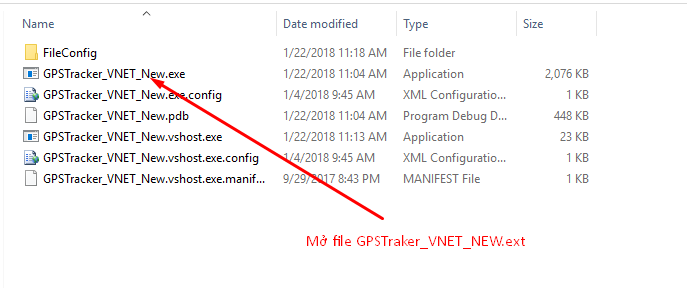 Name Date modified Type Size
FileConfig 1/22/2018 11:18 AM File folder
GPSTracker_VNET_New.exe 1/22/2018 11:04 AM Application 2,076 KB
GPSTracker_VNET_New.exe.config 1/4/2018 9:45 AM XML Configuratio... 1 KB
GPSTracker_VNET_New.pdb 1/22/2018 11:04 AM Program Debug D... 448 KB
GPSTracker_VNET_New.vshost.exe 1/22/2018 11:13 AM Application 23 KB
GPSTracker_VNET_New.vshost.exe.config 1/4/2018 9:45 AM XML Configuratio... 1 KB
GPSTracker_VNET_New.vshost.exe.manif... 9/29/2017 8:43 PM MANIFEST File 1 KB
Mở file GPSTraker_VNET_NEW.ext